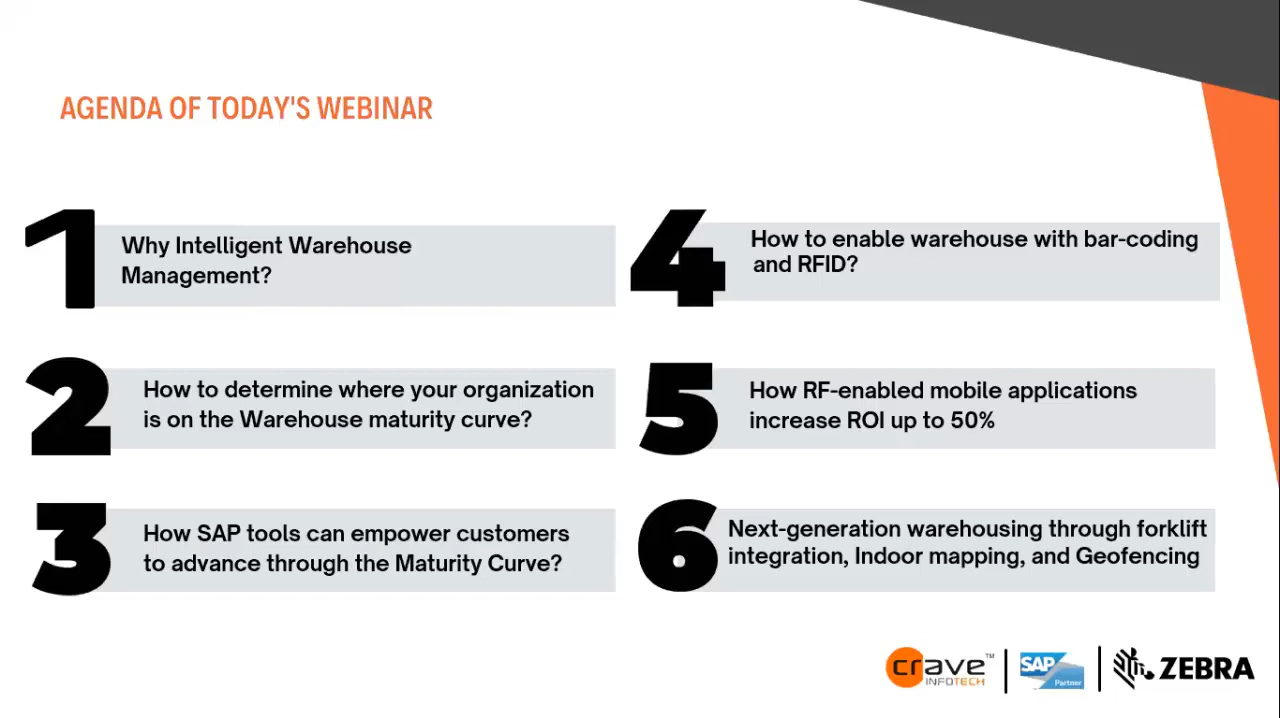 AGENDA OF TODAY'S WEBINAR
1
Why Intelligent Warehouse
Management?
2
How to determine where your organization
is on the Warehouse maturity curve?
3
How SAP tools can empower customers
to advance through the Maturity Curve?
4
How to enable warehouse with bar-coding
and RFID?
5
How RF-enabled mobile applications
increase ROI up to 50%
6
Next-generation warehousing through forklift
integration, Indoor mapping, and Geofencing
crave™
INFOTECH
SAP
Partner
ZEBRA